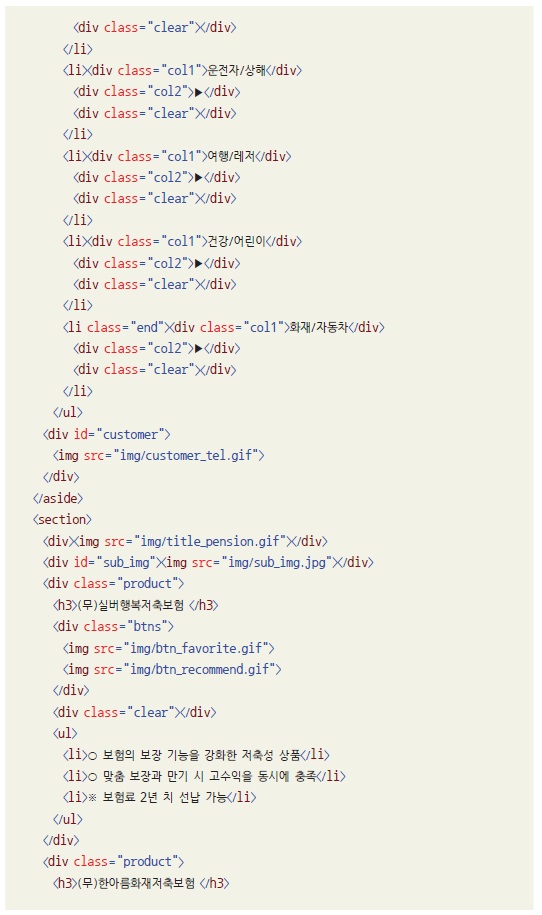 <div class="clear"></div>
</li>
<li><div class="col1">운전자/상해</div>
<div class="col2">▶</div>
<div class="clear"></div>
</li>
<li><div class="col1">여행/레저</div>
<div class="col2">▶</div>
<div class="clear"></div>
</li>
<li><div class="col1">건강/어린이</div>
<div class="col2">▶</div>
<div class="clear"></div>
</li>
<li class="end"><div class="col1">화재/자동차</div>
<div class="col2">▶</div>
<div class="clear"></div>
</li>
</ul>
<div id="customer">
<img src="img/customer_tel.gif">
</div>
</aside>
<section>
<div><img src="img/title_pension.gif"></div>
<div id="sub_img"><img src="img/sub_img.jpg"></div>
<div class="product">
<h3>(무)실버행복저축보험 </h3>
<div class="btns">
<img src="img/btn_favorite.gif">
<img src="img/btn_recommend.gif">
</div>
<div class="clear"></div>
<ul>
<li>○ 보험의 보장 기능을 강화한 저축성 상품</li>
<li>○ 맞춤 보장과 만기 시 고수익을 동시에 충족</li>
<li>※ 보험료 2년 치 선납 가능</li>
</ul>
</div>
<div class="product">
<h3>(무)한아름화재저축보험 </h3>